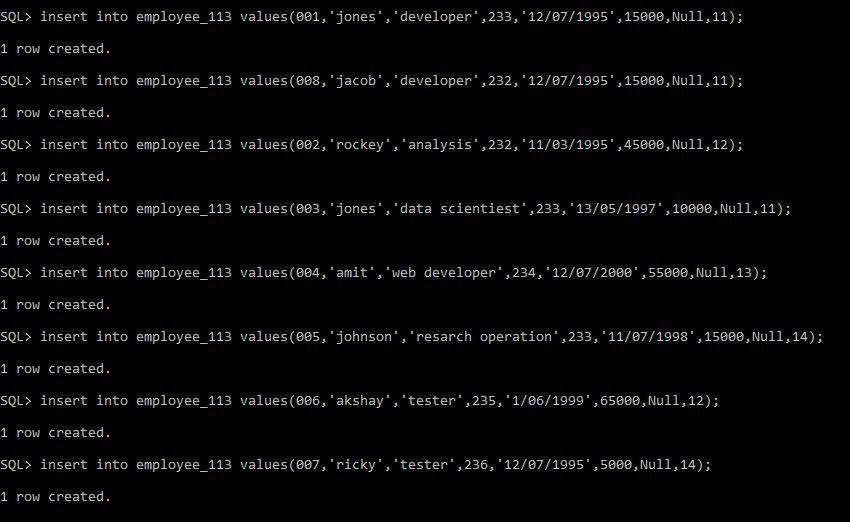 SQL> insert into employee_113 values(001,'jones','developer',233,'12/07/1995',15000,Null,11);
1 row created.
SQL> insert into employee_113 values(008,'jacob','developer',232,'12/07/1995',15000,Null,11);
1 row created.
SQL> insert into employee_113 values(002,'rockey','analysis',232,'11/03/1995',45000,Null,12);
1 row created.
SQL> insert into employee_113 values(003,'jones','data scientiest',233,'13/05/1997',10000,Null,11);
1 row created.
SQL> insert into employee_113 values(004,'amit','web developer',234,'12/07/2000',55000,Null,13);
1 row created.
SQL> insert into employee_113 values(005,'johnson','resarch operation',233,'11/07/1998',15000,Null,14);
1 row created.
SQL> insert into employee_113 values(006,'akshay','tester',235,'1/06/1999',65000,Null,12);
1 row created.
SQL> insert into employee_113 values(007,'ricky','tester',236,'12/07/1995',5000,Null,14);
1 row created.